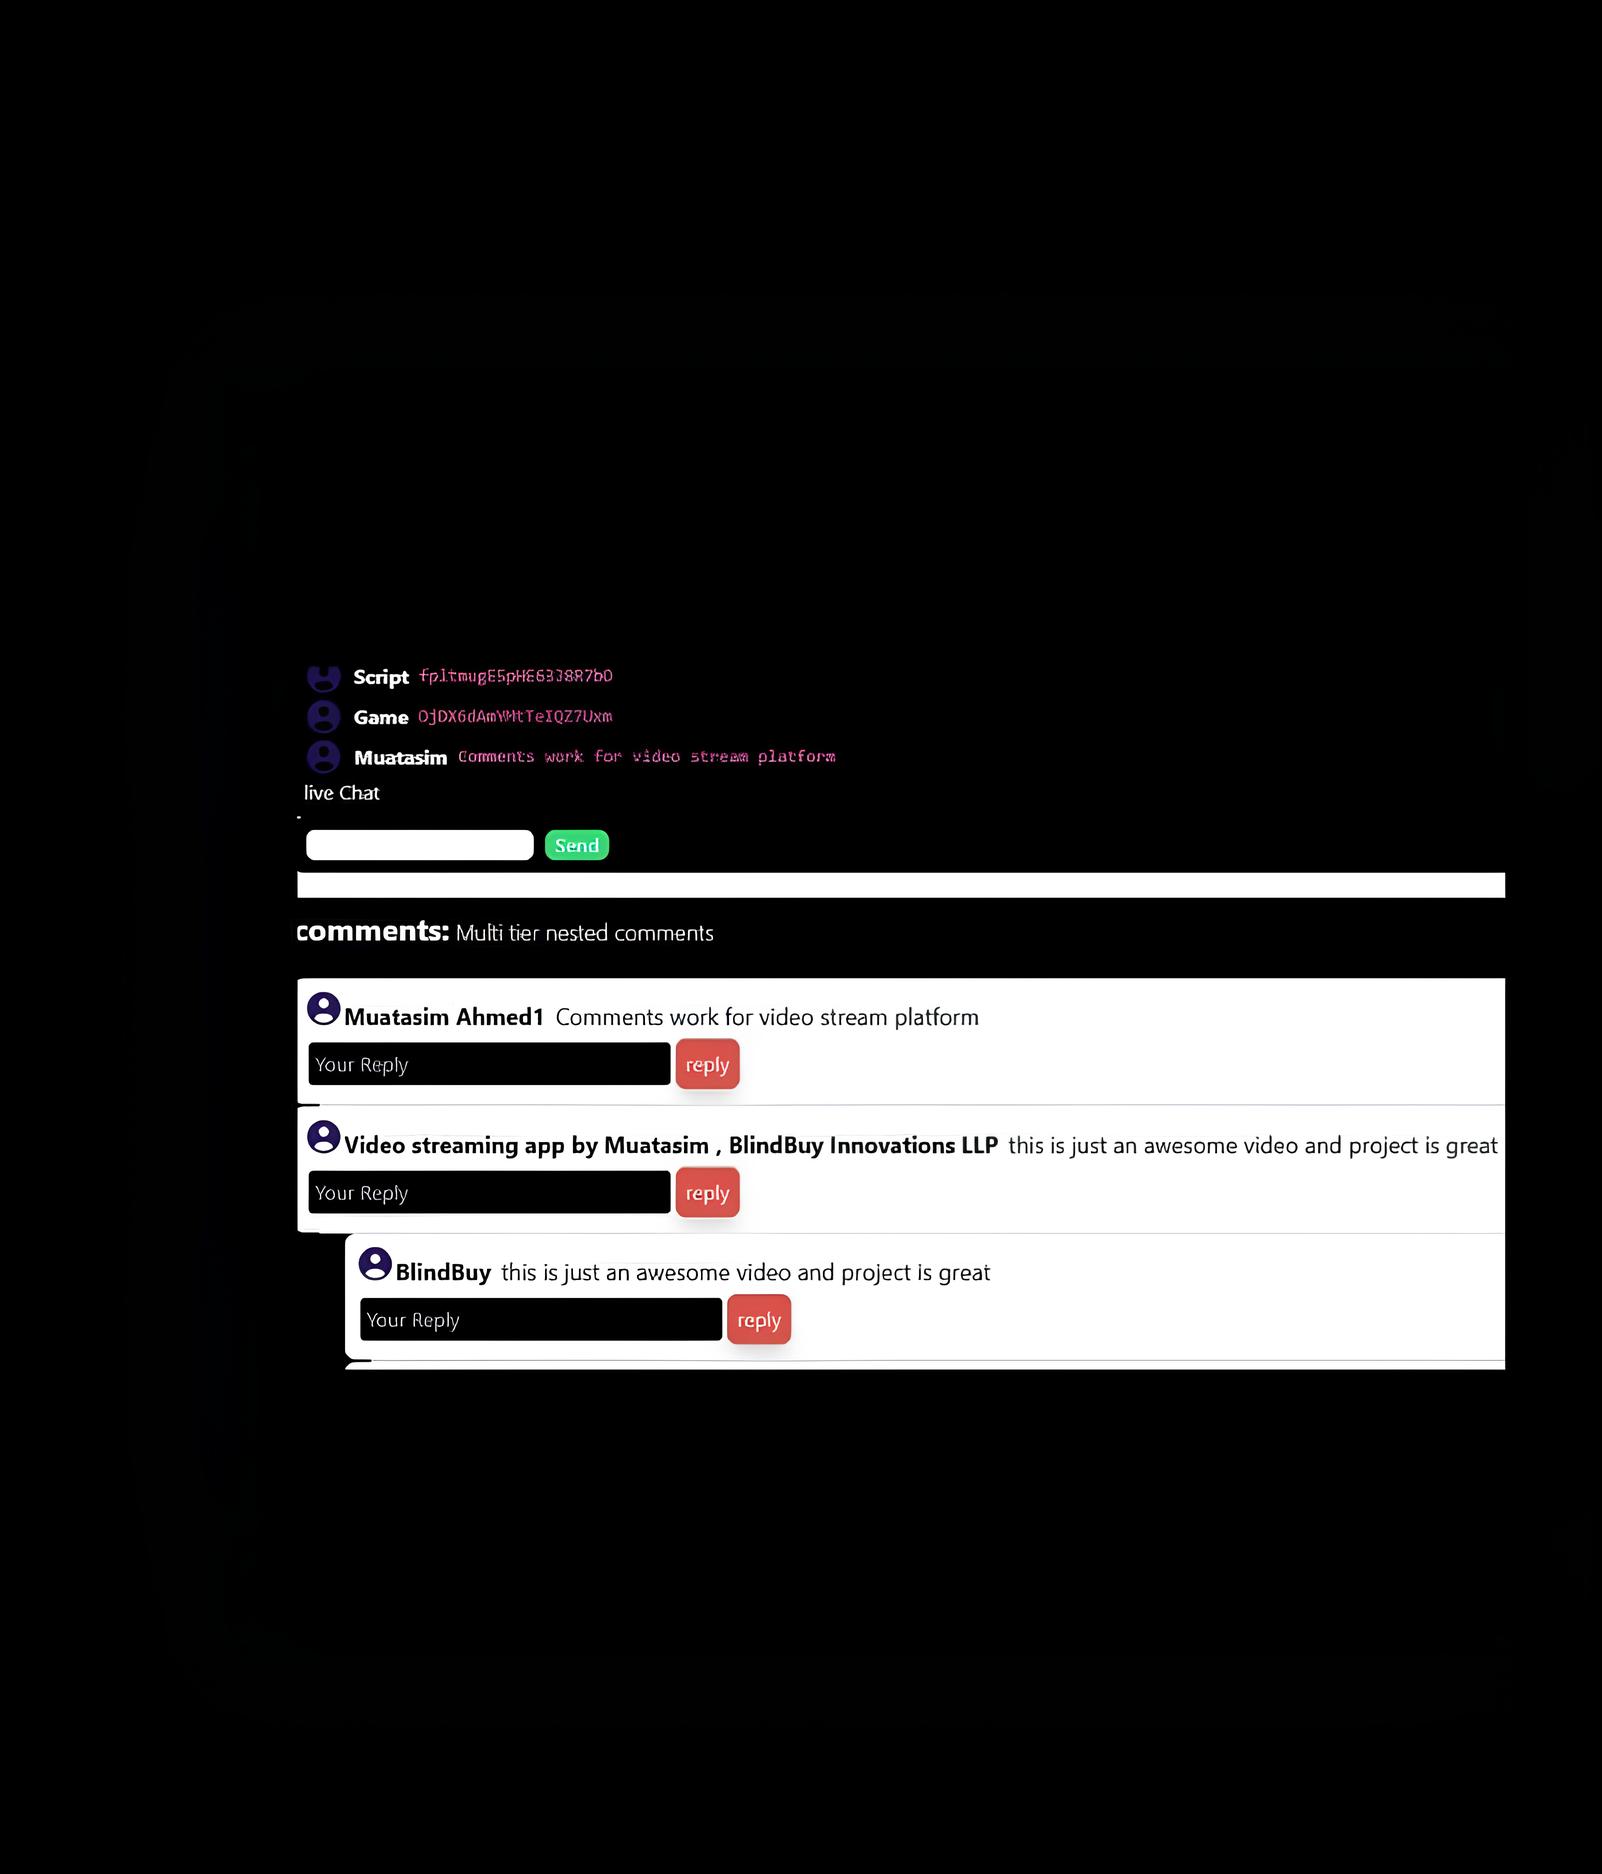 Script
Game
Muatasim Comments work for video stream platform
live Chat
Send
comments: Multi tier nested comments
Muatasim Ahmed1 Comments work for video stream platform
Your Reply reply
Video streaming app by Muatasim , BlindBuy Innovations LLP this is just an awesome video and project is great
Your Reply reply
BlindBuy this is just an awesome video and project is great
Your Reply reply